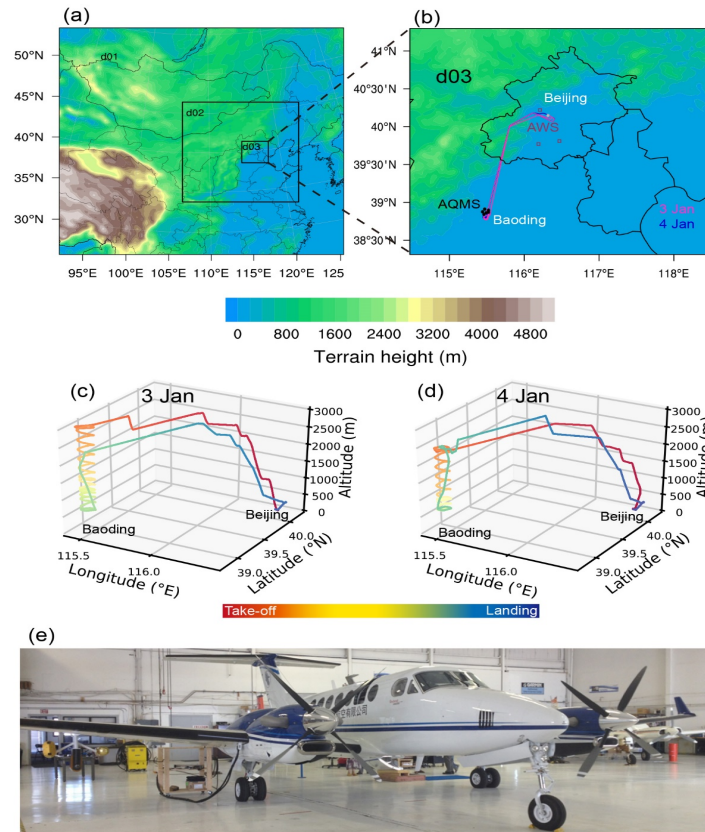 (a)
50°N
45°N
40°N
35°N
30°N
d01
d02
d03
95°E 100°E 105°E 110°E 115°E 120°E 125
(b)
41°N
40°30'N
40°N
39°30'N
39°N
38°30'N
d03
Beijing
AWS
AQMS
Baoding
3 Jan
4 Jan
115°E 116°E 117°E 118°E
0 800 1600 2400 3200 4000 4800
Terrain height (m)
(c)
3 Jan
3000
2500
2000
1500
1000
500
0
Altitude (m)
Baoding
Beijing
115.5
116.0
Longitude (°E)
39.0
39.5
40.0
Latitude (°N)
(d)
4 Jan
3000
2500
2000
1500
1000
500
0
Altitude (m)
Baoding
Beijing
115.5
116.0
Longitude (°E)
39.0
39.5
40.0
Latitude (°N)
Take-off Landing
(e)
有限公司